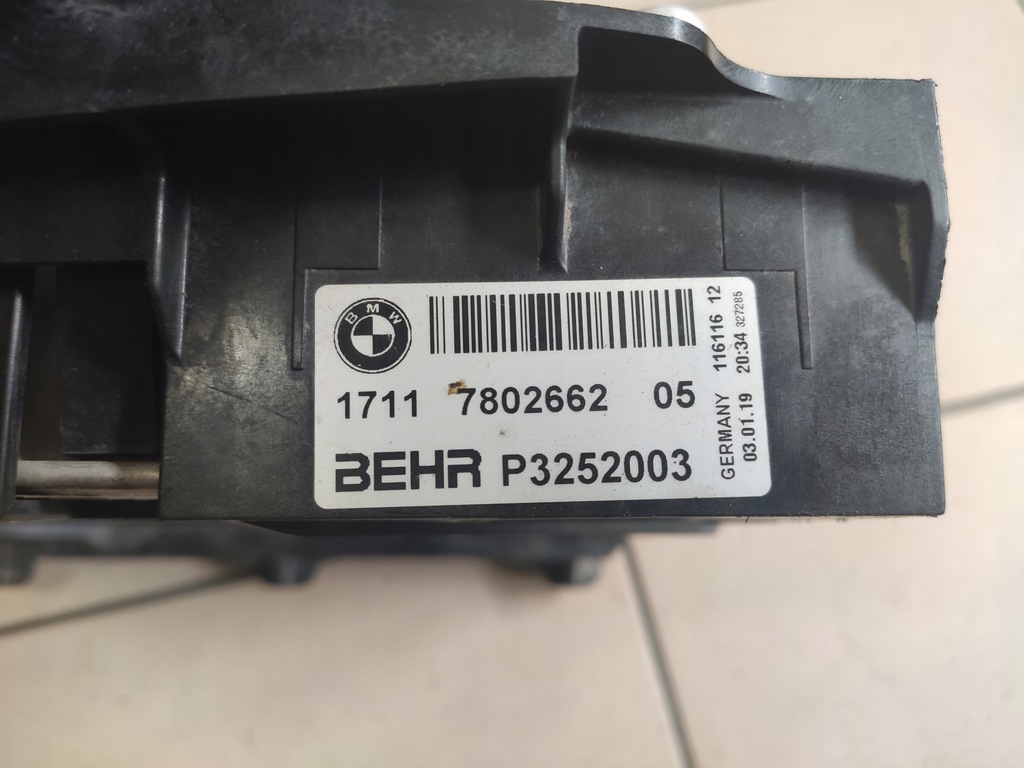 BMW
1711 7802662 05
BEHR P3252003
GERMANY 116116 12
03.01.19 20:34 327285